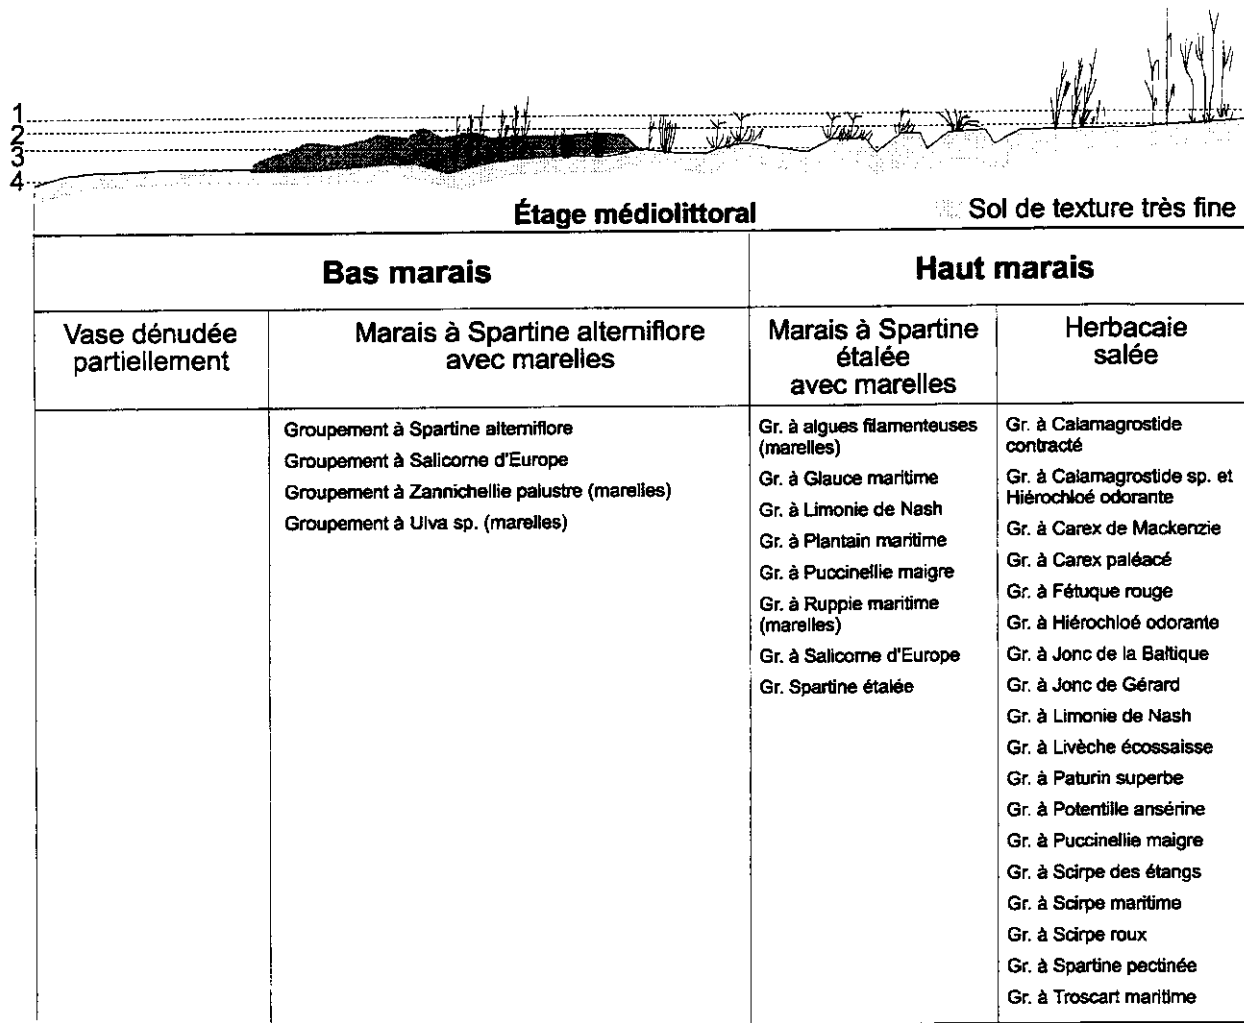 1
2
3
4
Étage médiolittoral
Sol de texture très fine
Bas marais
Haut marais
Vase dénudée
partiellement
Marais à Spartine alterniflore
avec marelles
Marais à Spartine
étalée
avec marelles
Herbacaie
salée
Groupement à Spartine alterniflore
Groupement à Salicorne d'Europe
Groupement à Zannichellie palustre (marelles)
Groupement à Ulva sp. (marelles)
Gr. à algues filamenteuses
(marelles)
Gr. à Glauce maritime
Gr. à Limonie de Nash
Gr. à Plantain maritime
Gr. à Puccinellie maigre
Gr. à Ruppie maritime
(marelles)
Gr. à Salicorne d'Europe
Gr. Spartine étalée
Gr. à Calamagrostide
contracté
Gr. à Calamagrostide sp. et
Hiérochloé odorante
Gr. à Carex de Mackenzie
Gr. à Carex paléacé
Gr. à Fétuque rouge
Gr. à Hiérochloé odorante
Gr. à Jonc de la Baltique
Gr. à Jonc de Gérard
Gr. à Limonie de Nash
Gr. à Livèche écossaisse
Gr. à Paturin superbe
Gr. à Potentille ansérine
Gr. à Puccinellie maigre
Gr. à Scirpe des étangs
Gr. à Scirpe maritime
Gr. à Scirpe roux
Gr. à Spartine pectinée
Gr. à Troscart maritime